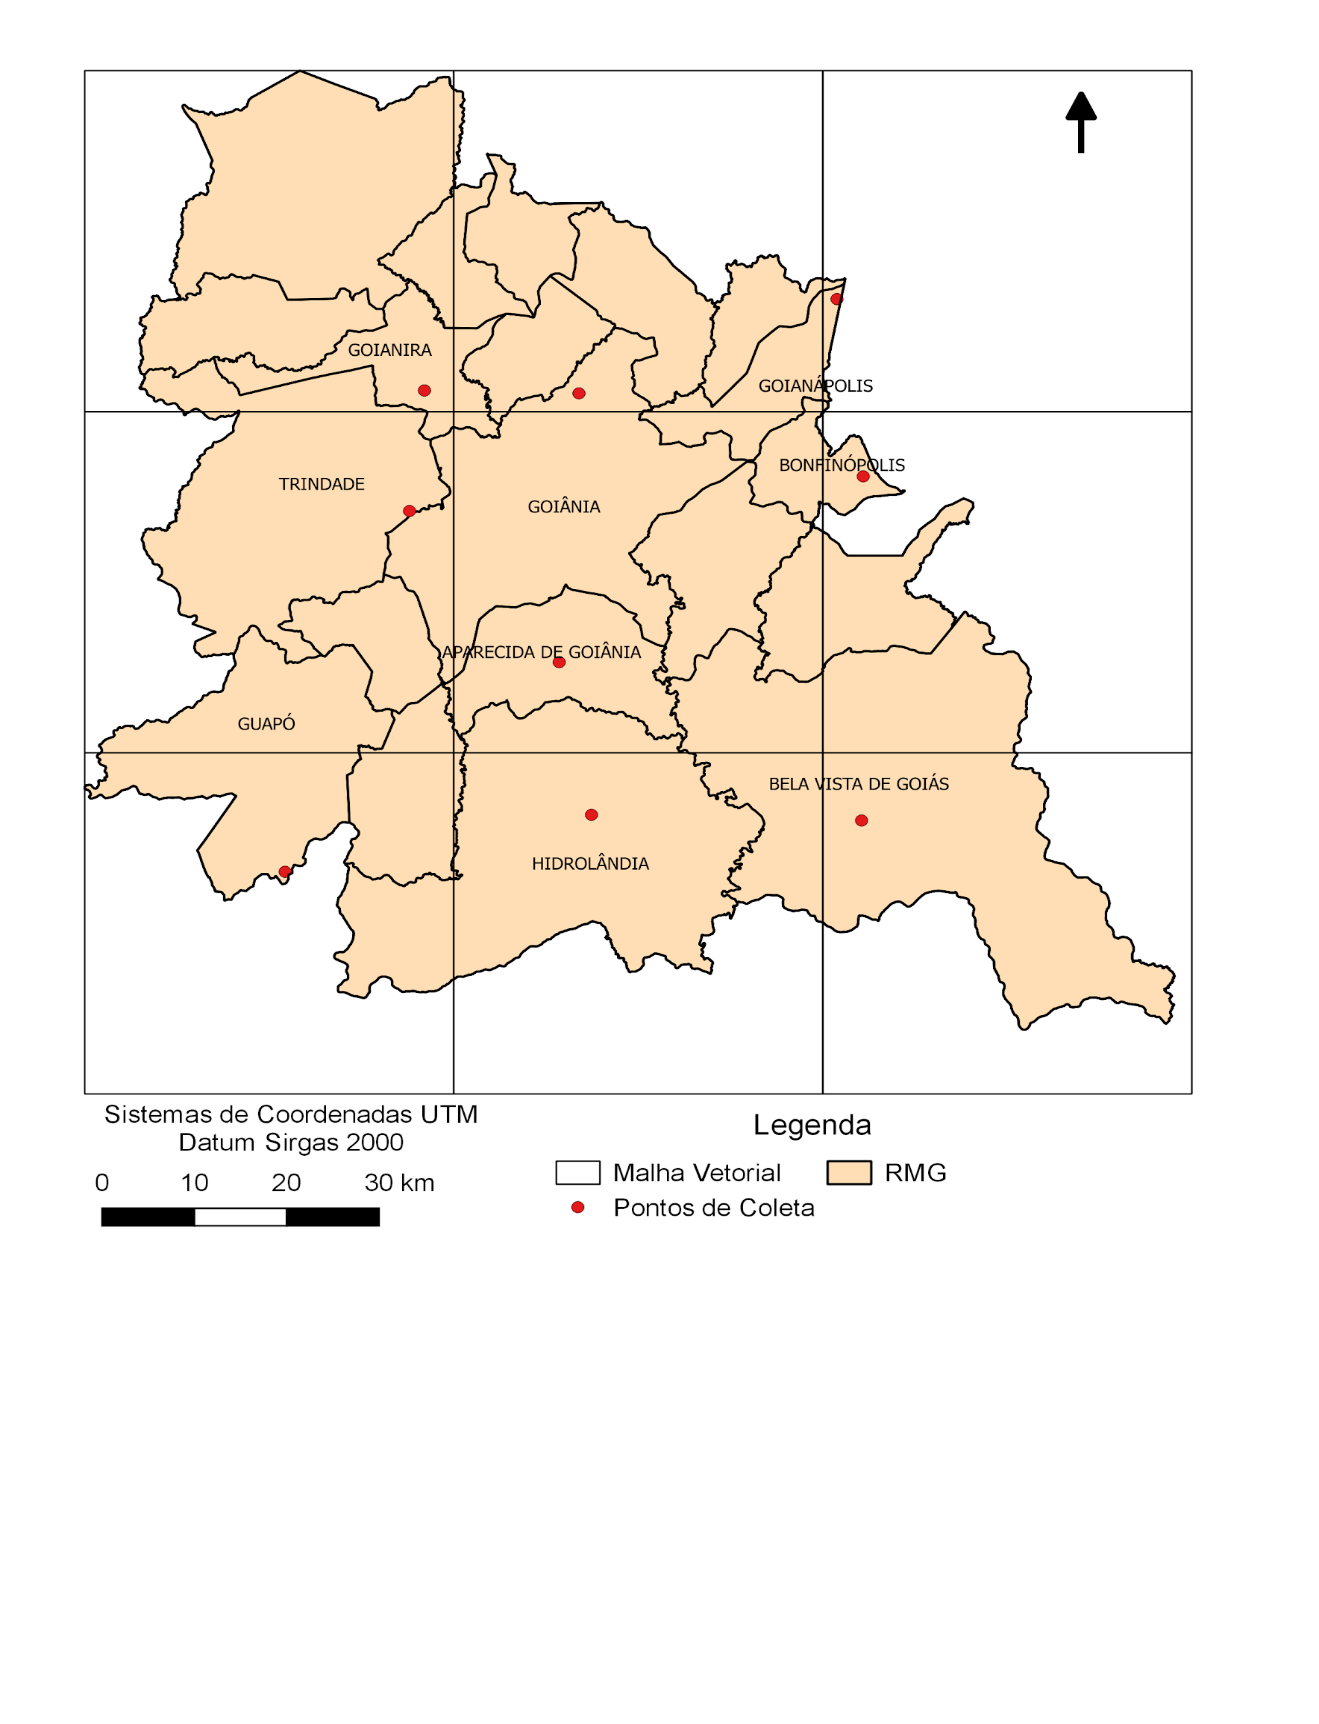 GOIANIRA
GOIANÁPOLIS
BONFINÓPOLIS
TRINDADE
GOIÂNIA
APARECIDA DE GOIÂNIA
GUAPÓ
BELA VISTA DE GOIÁS
HIDROLÂNDIA
Sistemas de Coordenadas UTM
Datum Sirgas 2000
0 10 20 30 km
Legenda
Malha Vetorial RMG
Pontos de Coleta